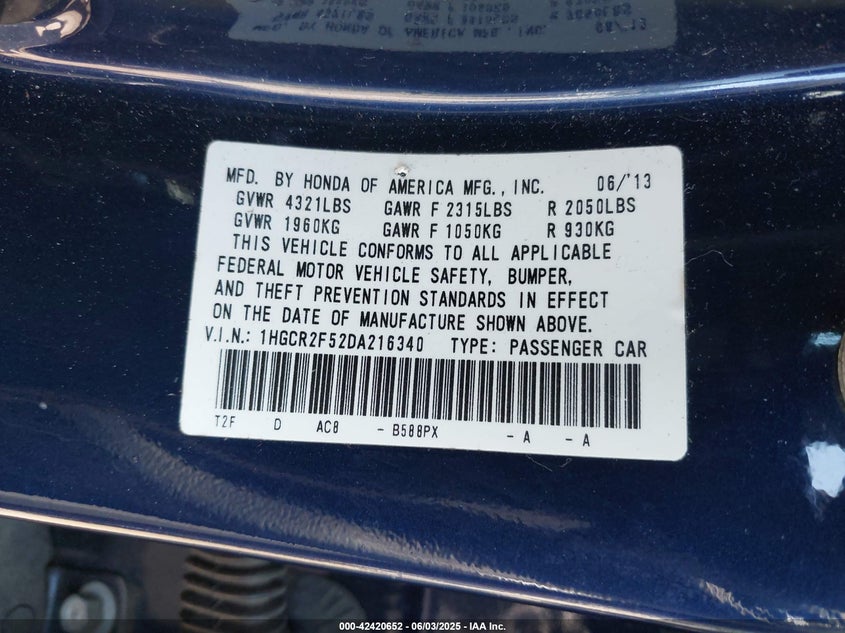 MFD. BY HONDA OF AMERICA MFG., INC. 06/'13
GVWR 4321LBS GAWR F 2315LBS R 2050LBS
GVWR 1960KG GAWR F 1050KG R 930KG
THIS VEHICLE CONFORMS TO ALL APPLICABLE
FEDERAL MOTOR VEHICLE SAFETY, BUMPER,
AND THEFT PREVENTION STANDARDS IN EFFECT
ON THE DATE OF MANUFACTURE SHOWN ABOVE.
V.I.N.: 1HGCR2F52DA216340 TYPE: PASSENGER CAR
T2F D AC8 - B588PX - A - A
000-42420652 - 06/03/2025 - IAA Inc.